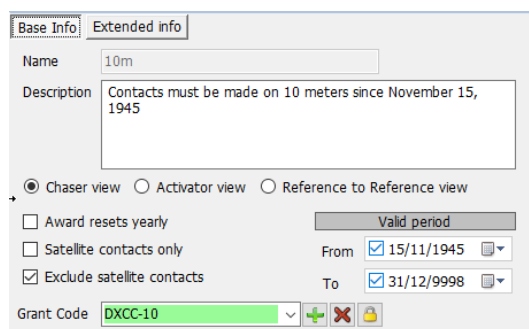 Base Info Extended info
Name 10m
Description Contacts must be made on 10 meters since November 15,
1945
Chaser view Activator view Reference to Reference view
Award resets yearly Valid period
Satellite contacts only From 15/11/1945
Exclude satellite contacts To 31/12/9998
Grant Code DXCC-10